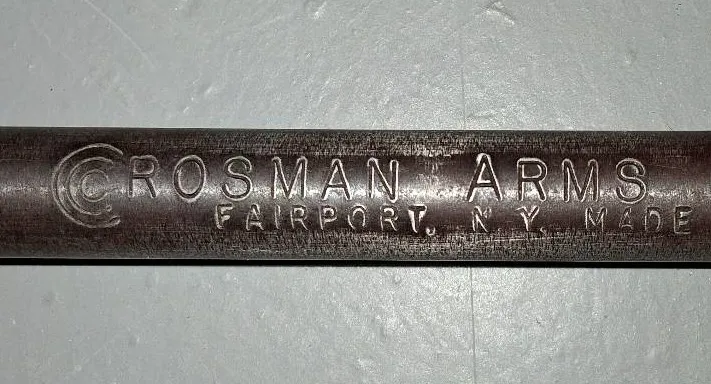 CROSMAN ARMS
FAIRPORT, N.Y. MADE